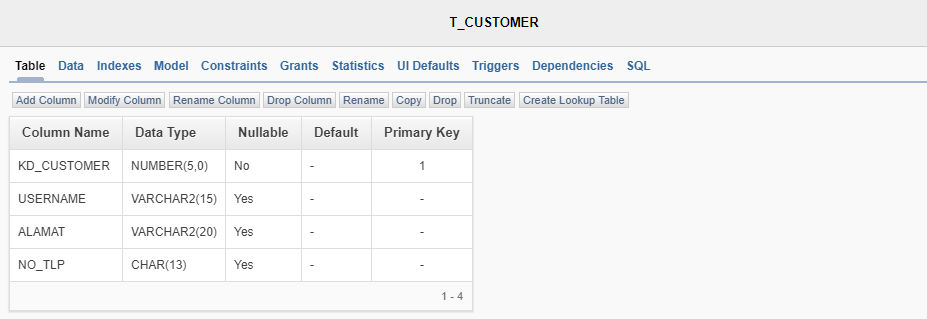 T_CUSTOMER
Table Data Indexes Model Constraints Grants Statistics UI Defaults Triggers Dependencies SQL
Add Column Modify Column Rename Column Drop Column Rename Copy Drop Truncate Create Lookup Table
Column Name Data Type Nullable Default Primary Key
KD_CUSTOMER NUMBER(5,0) No - 1
USERNAME VARCHAR2(15) Yes - -
ALAMAT VARCHAR2(20) Yes - -
NO_TLP CHAR(13) Yes - -
1 - 4